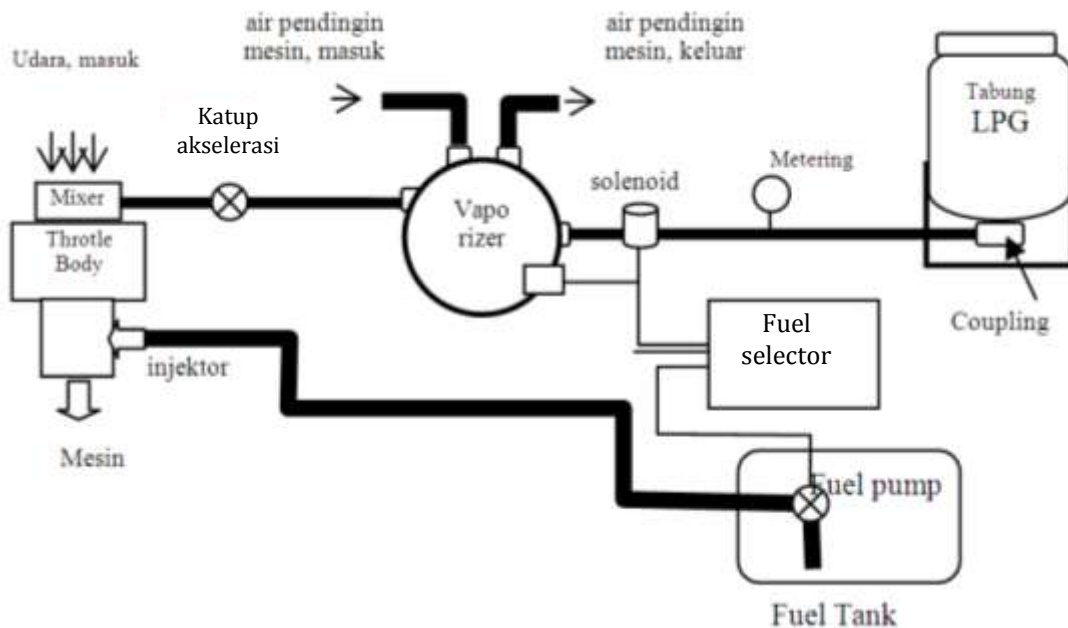 air pendingin
mesin, masuk
air pendingin
mesin, keluar
Udara, masuk
Katup
akselerasi
Tabung
LPG
Metering
solenoid
Mixer
Vapo
rizer
Throtle
Body
Coupling
Fuel
selector
injektor
Mesin
Fuel pump
Fuel Tank